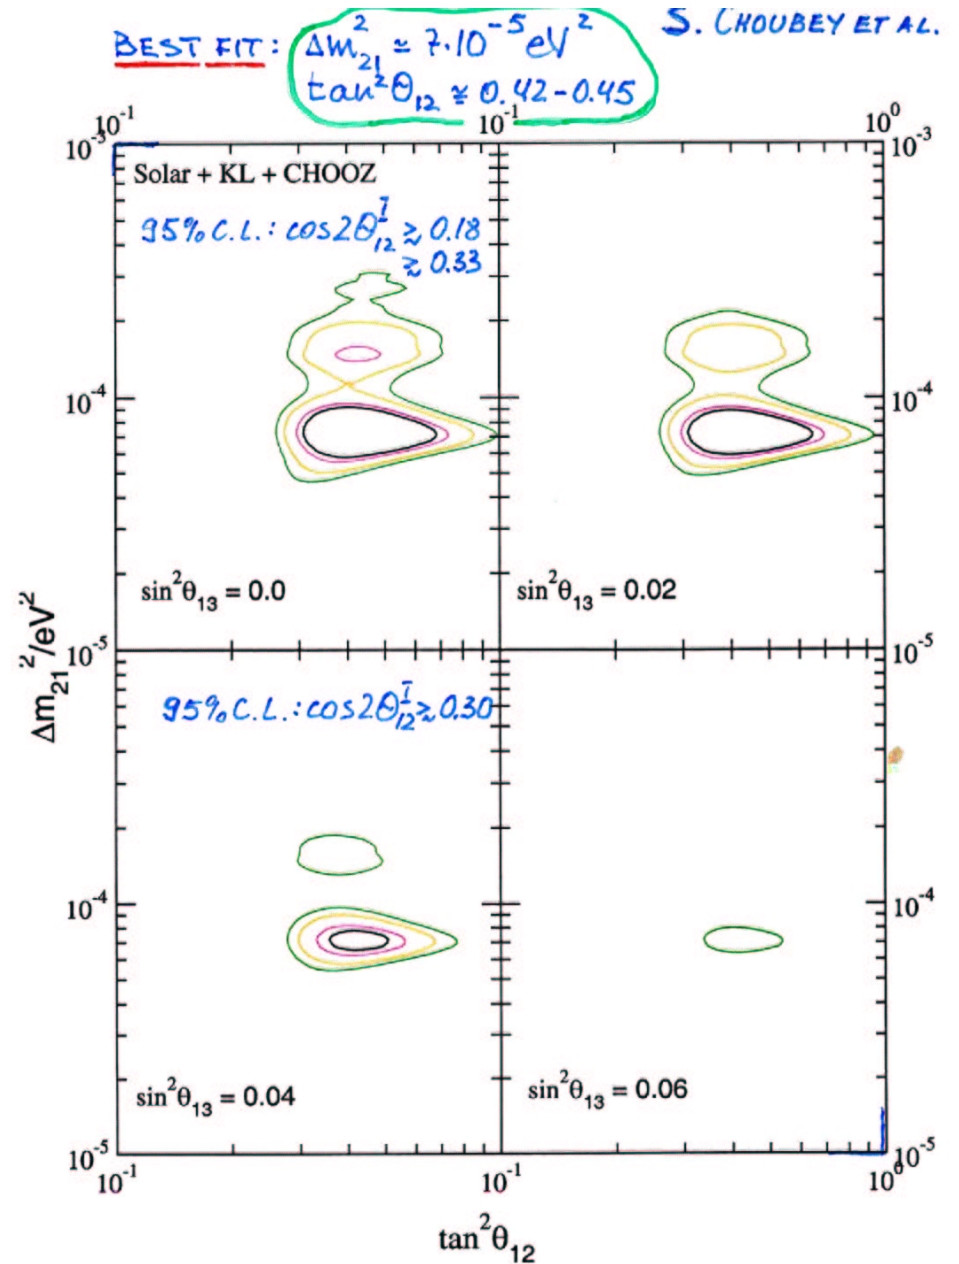 S. CHOUBEY ET AL.
BEST FIT: Δm²₂₁ ≃ 7·10⁻⁵ eV²
tan²θ₁₂ ≃ 0.42-0.45
10⁻¹ 10⁻¹ 10⁰
10⁻³ 10⁻³
Solar + KL + CHOOZ
95% C.L.: cos2θ₁₂^I ≳ 0.18
≳ 0.33
10⁻⁴ 10⁻⁴
sin²θ₁₃ = 0.0 sin²θ₁₃ = 0.02
10⁻⁵ 10⁻⁵
Δm₂₁²/eV²
95% C.L.: cos2θ₁₂^I ≳ 0.30
10⁻⁴ 10⁻⁴
sin²θ₁₃ = 0.04 sin²θ₁₃ = 0.06
10⁻⁵ 10⁻⁵
10⁻¹ 10⁻¹ 10⁰
tan²θ₁₂